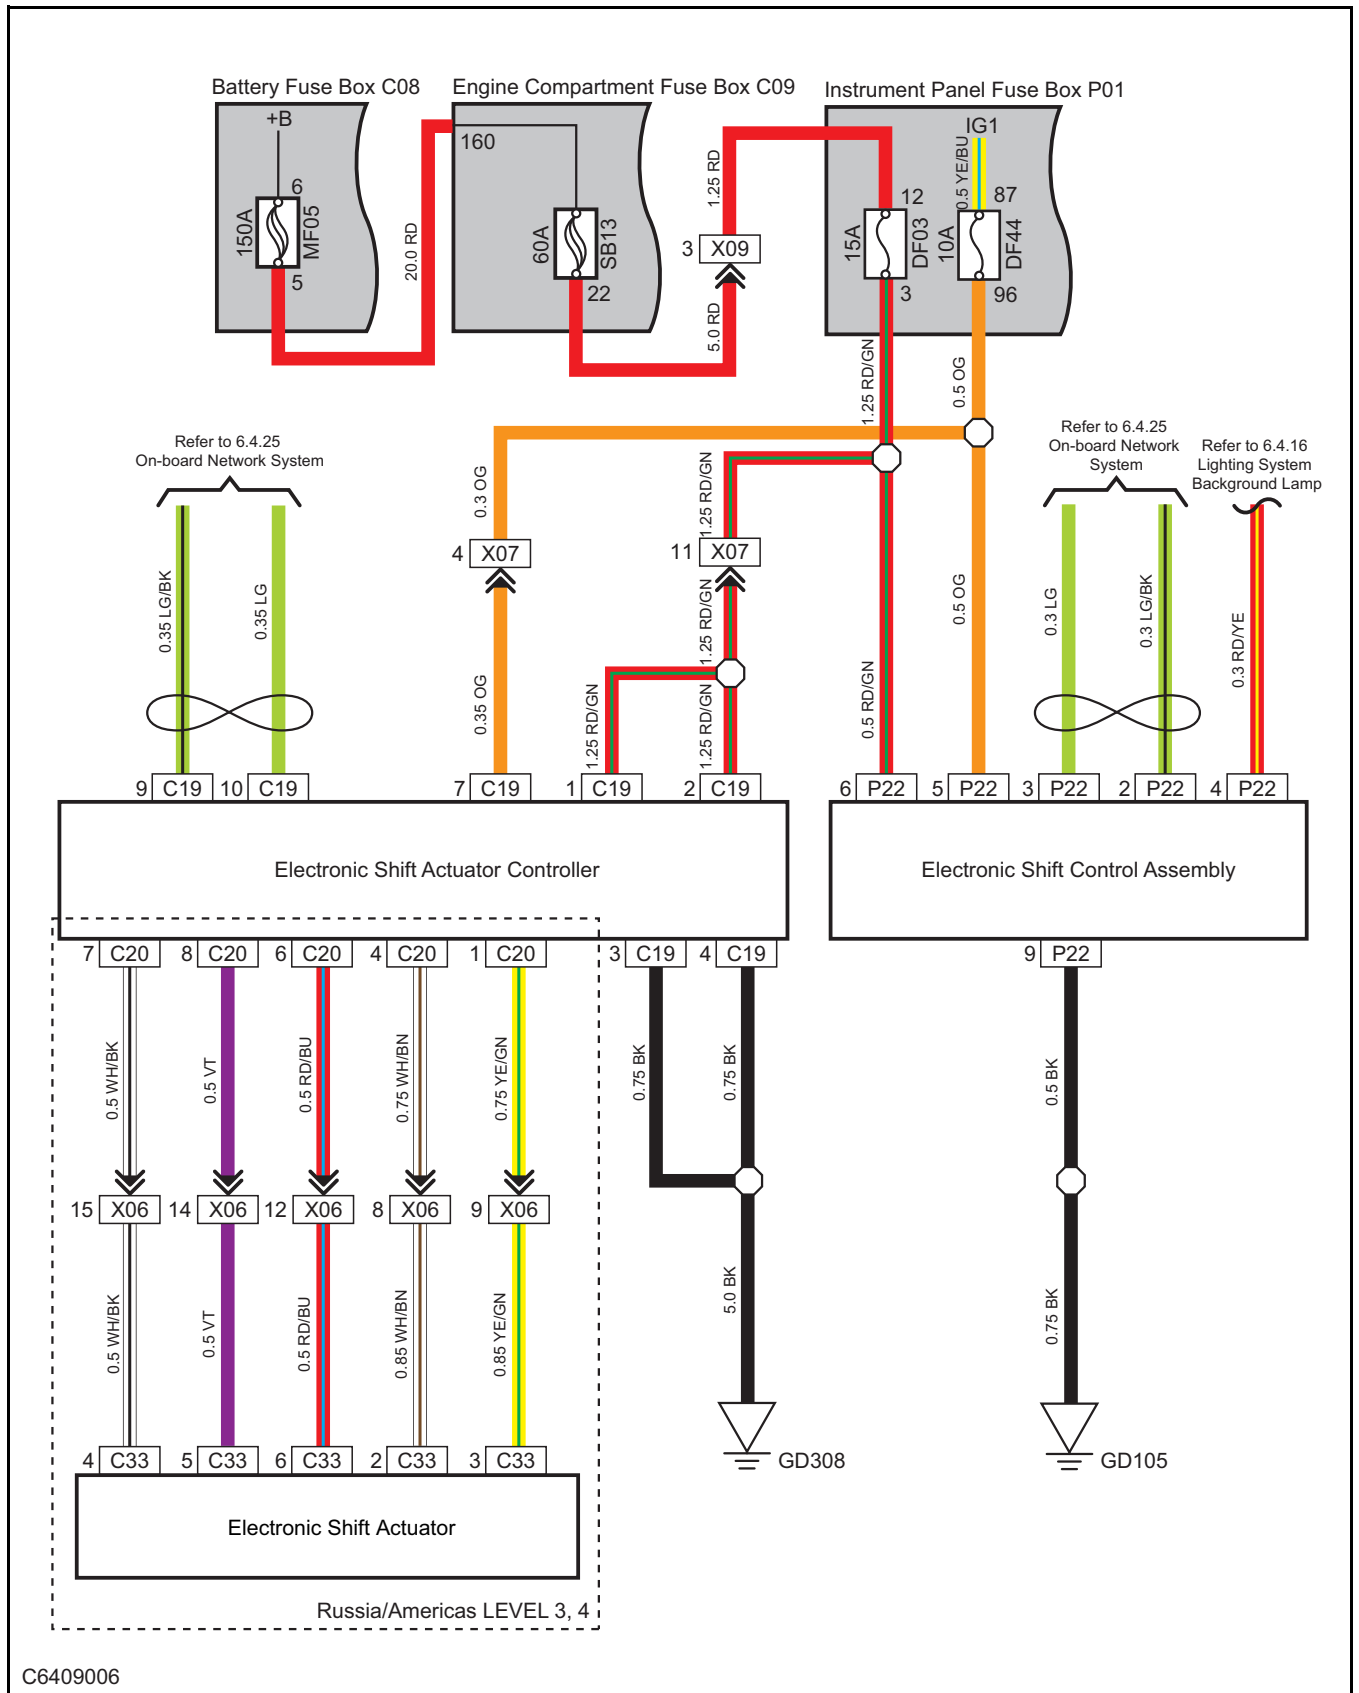 Battery Fuse Box C08
Engine Compartment Fuse Box C09
Instrument Panel Fuse Box P01
+B
160
IG1
6
150A
MF05
5
20.0 RD
60A
SB13
22
1.25 RD
3 X09
5.0 RD
0.5 YE/BU
12
15A
DF03
3
87
10A
DF44
96
1.25 RD/GN
0.5 OG
Refer to 6.4.25
On-board Network System
Refer to 6.4.25
On-board Network
System
Refer to 6.4.16
Lighting System
Background Lamp
0.3 OG
1.25 RD/GN
4 X07
11 X07
0.35 LG/BK
0.35 LG
0.35 OG
1.25 RD/GN
1.25 RD/GN
1.25 RD/GN
0.5 RD/GN
0.5 OG
0.3 LG
0.3 LG/BK
0.3 RD/YE
9 C19
10 C19
7 C19
1 C19
2 C19
6 P22
5 P22
3 P22
2 P22
4 P22
Electronic Shift Actuator Controller
Electronic Shift Control Assembly
7 C20
8 C20
6 C20
4 C20
1 C20
3 C19
4 C19
9 P22
0.5 WH/BK
0.5 VT
0.5 RD/BU
0.75 WH/BN
0.75 YE/GN
0.75 BK
0.75 BK
0.5 BK
15 X06
14 X06
12 X06
8 X06
9 X06
0.5 WH/BK
0.5 VT
0.5 RD/BU
0.85 WH/BN
0.85 YE/GN
5.0 BK
0.75 BK
4 C33
5 C33
6 C33
2 C33
3 C33
GD308
GD105
Electronic Shift Actuator
Russia/Americas LEVEL 3, 4
C6409006